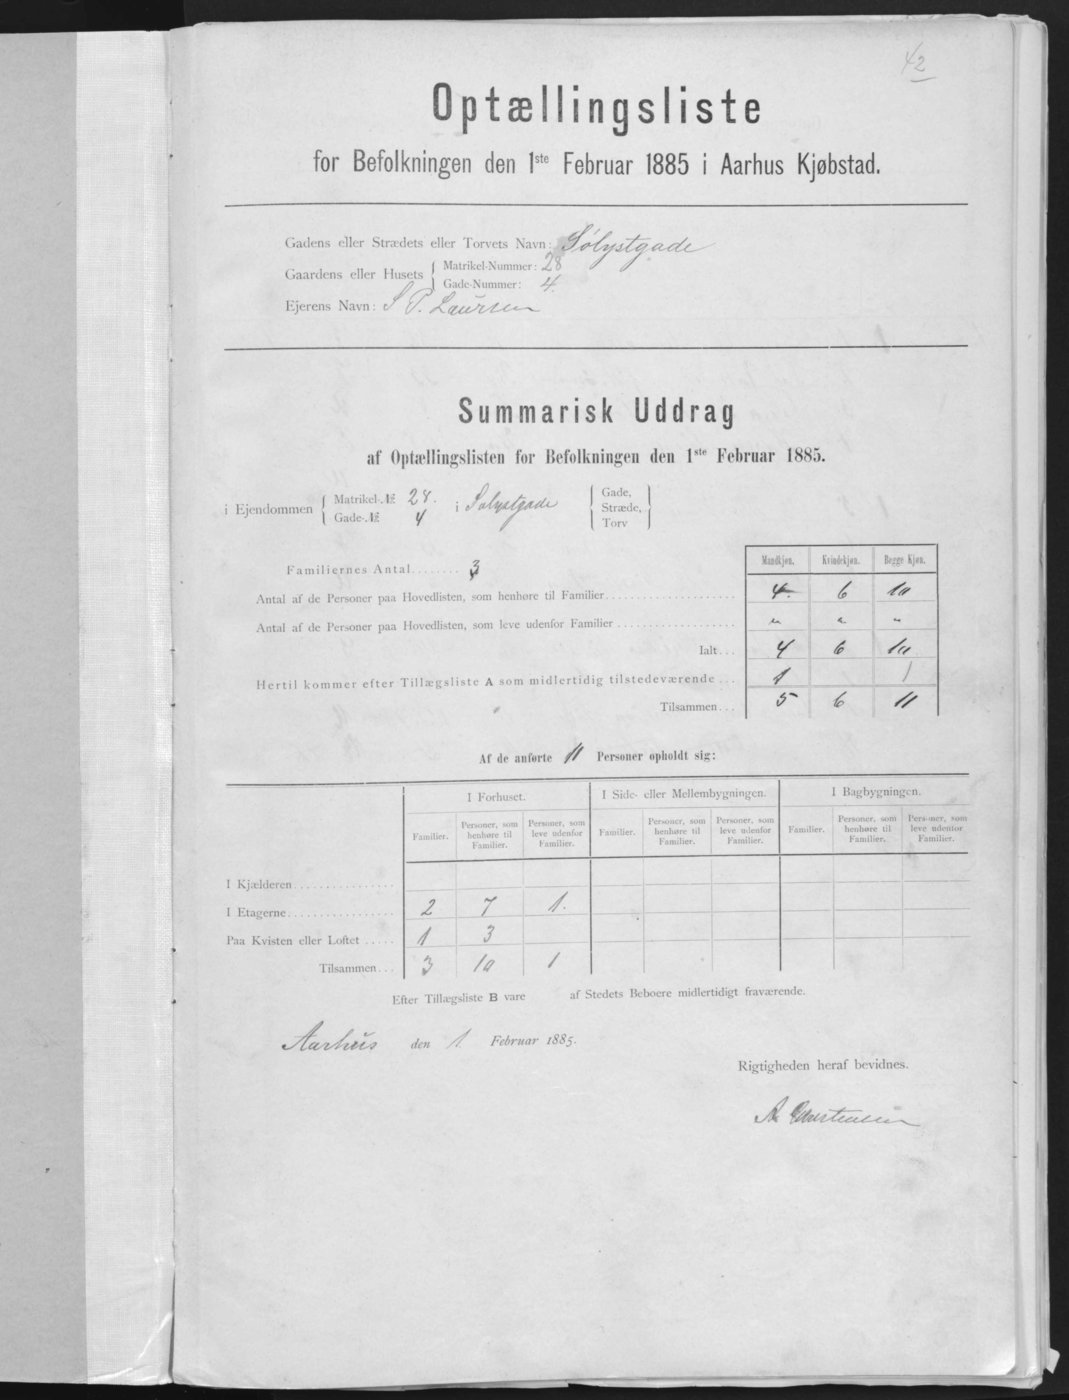 42
Optællingsliste
for Befolkningen den 1ste Februar 1885 i Aarhus Kjøbstad.
Gadens eller Strædets eller Torvets Navn: Sølystgade
Gaardens eller Husets { Matrikel-Nummer: 28
Gade-Nummer: 4.
Ejerens Navn: S P. Laursen
Summarisk Uddrag
af Optællingslisten for Befolkningen den 1ste Februar 1885.
i Ejendommen { Matrikel-№ 28. i Sølystgade { Gade, }
Gade-№ 4 Stræde,
Torv
Mandkjøn. Kvindekjøn. Begge Kjøn.
Familiernes Antal........ 3
Antal af de Personer paa Hovedlisten, som henhøre til Familier..................... 4. 6 10
Antal af de Personer paa Hovedlisten, som leve udenfor Familier ................... " " "
Ialt... 4 6 10
Hertil kommer efter Tillægsliste A som midlertidig tilstedeværende... 1 1
Tilsammen... 5 6 11
Af de anførte 11 Personer opholdt sig:
I Forhuset. I Side- eller Mellembygningen. I Bagbygningen.
Familier. Personer, som henhøre til Familier. Personer, som leve udenfor Familier. Familier. Personer, som henhøre til Familier. Personer, som leve udenfor Familier. Familier. Personer, som henhøre til Familier. Personer, som leve udenfor Familier.
I Kjælderen................
I Etagerne................. 2 7 1.
Paa Kvisten eller Loftet ..... 1 3
Tilsammen... 3 10 1
Efter Tillægsliste B vare af Stedets Beboere midlertidigt fraværende.
Aarhus den 1. Februar 1885.
Rigtigheden heraf bevidnes.